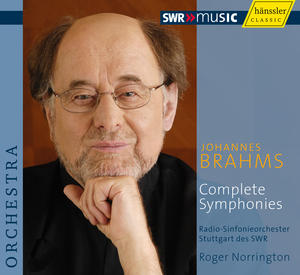 SWR»music
hänssler
CLASSIC
ORCHESTRA
JOHANNES
BRAHMS
Complete
Symphonies
Radio-Sinfonieorchester
Stuttgart des SWR
Roger Norrington